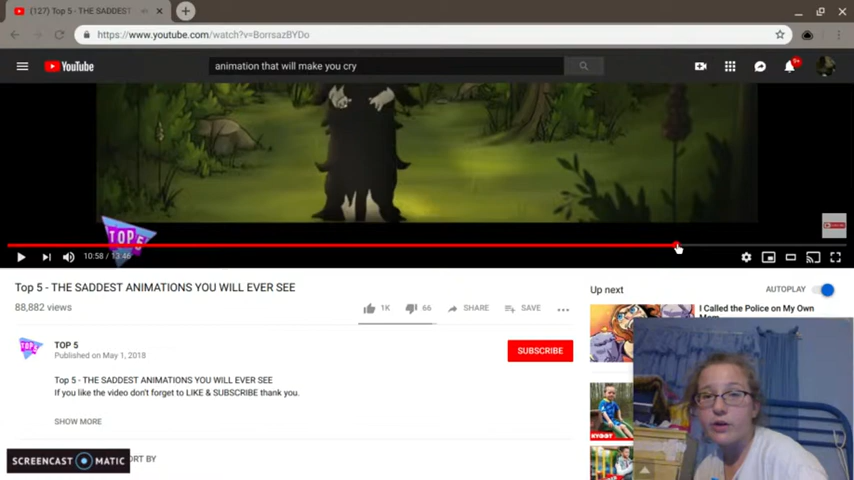 (127) Top 5 - THE SADDEST
https://www.youtube.com/watch?v=BorrsazBYDo
YouTube
animation that will make you cry
9+
TOP 5
10:58 / 13:46
Top 5 - THE SADDEST ANIMATIONS YOU WILL EVER SEE
88,882 views
1K
66
SHARE
SAVE
Up next
AUTOPLAY
I Called the Police on My Own
TOP 5
Published on May 1, 2018
SUBSCRIBE
Top 5 - THE SADDEST ANIMATIONS YOU WILL EVER SEE
If you like the video don't forget to LIKE & SUBSCRIBE thank you.
SHOW MORE
SCREENCAST MATIC
ORT BY